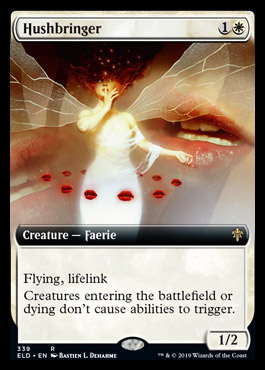 Hushbringer 1
Creature — Faerie
Flying, lifelink
Creatures entering the battlefield or
dying don't cause abilities to trigger.
1/2
339 R
ELD • EN Bastien L. Deharme
™ & © 2019 Wizards of the Coast